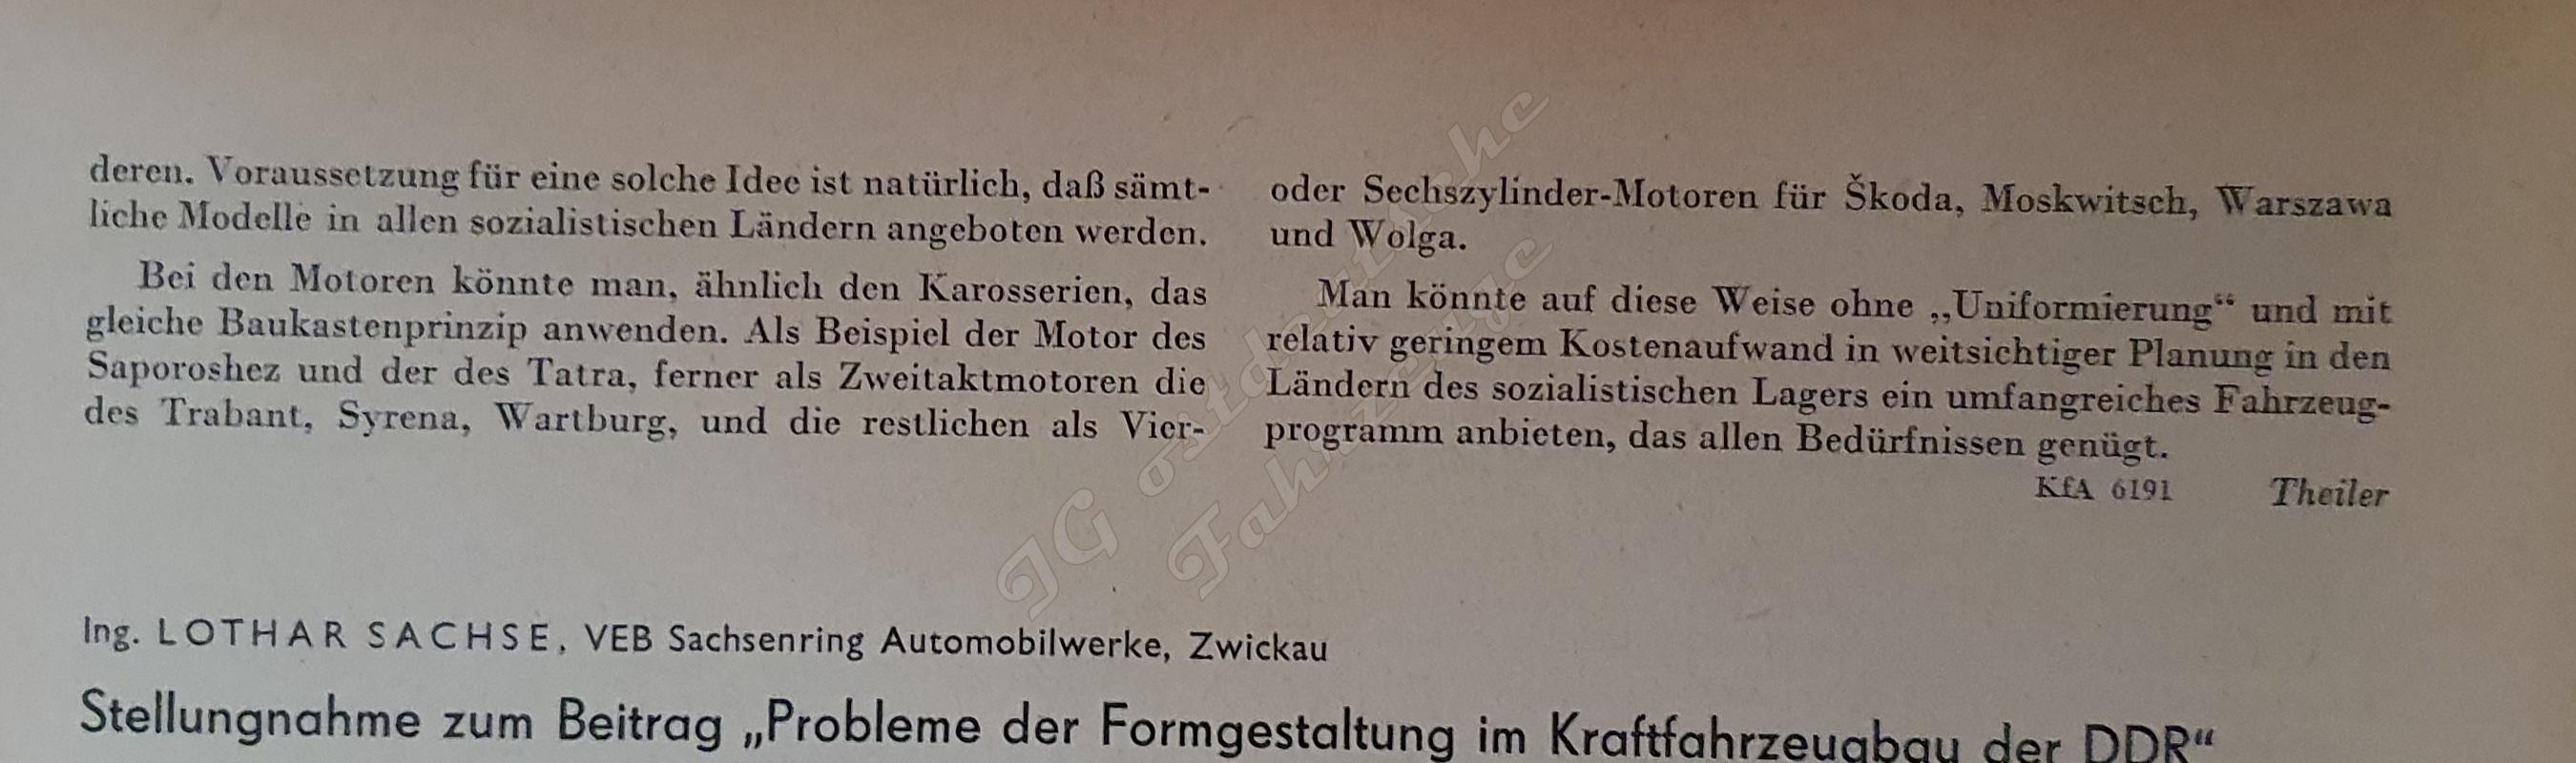 deren. Voraussetzung für eine solche Idee ist natürlich, daß sämt-
liche Modelle in allen sozialistischen Ländern angeboten werden.
Bei den Motoren könnte man, ähnlich den Karosserien, das
gleiche Baukastenprinzip anwenden. Als Beispiel der Motor des
Saporoshez und der des Tatra, ferner als Zweitaktmotoren die
des Trabant, Syrena, Wartburg, und die restlichen als Vier-
oder Sechszylinder-Motoren für Škoda, Moskwitsch, Warszawa
und Wolga.
Man könnte auf diese Weise ohne „Uniformierung“ und mit
relativ geringem Kostenaufwand in weitsichtiger Planung in den
Ländern des sozialistischen Lagers ein umfangreiches Fahrzeug-
programm anbieten, das allen Bedürfnissen genügt.
KfA 6191 Theiler
Ing. LOTHAR SACHSE, VEB Sachsenring Automobilwerke, Zwickau
Stellungnahme zum Beitrag „Probleme der Formgestaltung im Kraftfahrzeugbau der DDR“
IG ostdeutsche
Fahrzeuge